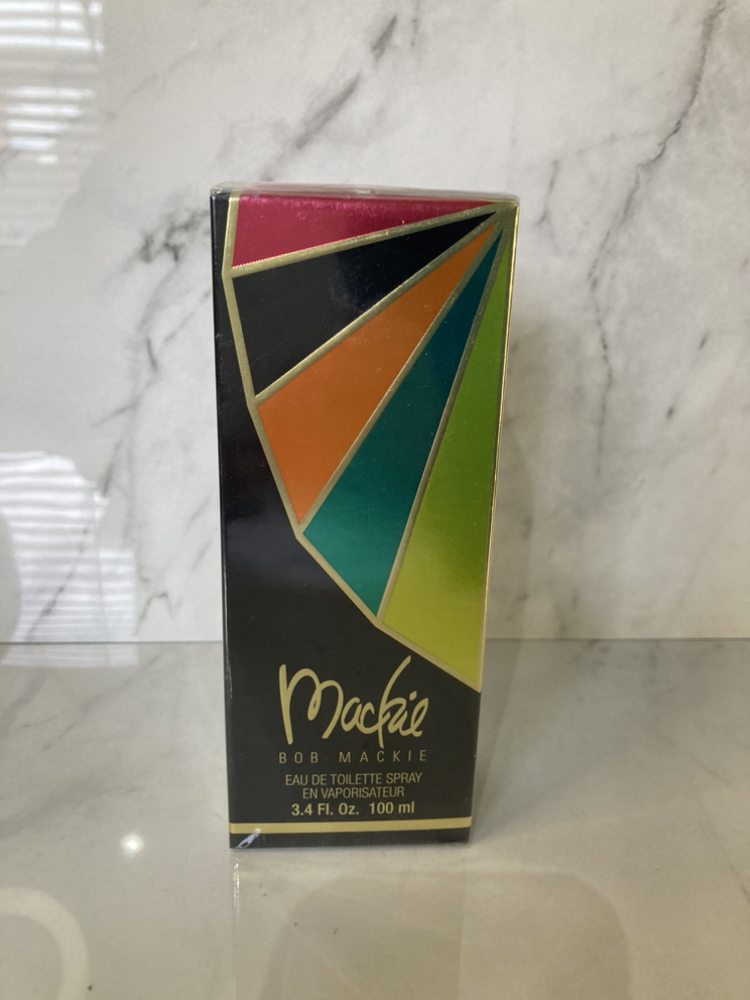 Mackie
BOB MACKIE
EAU DE TOILETTE SPRAY
EN VAPORISATEUR
3.4 Fl. Oz. 100 ml